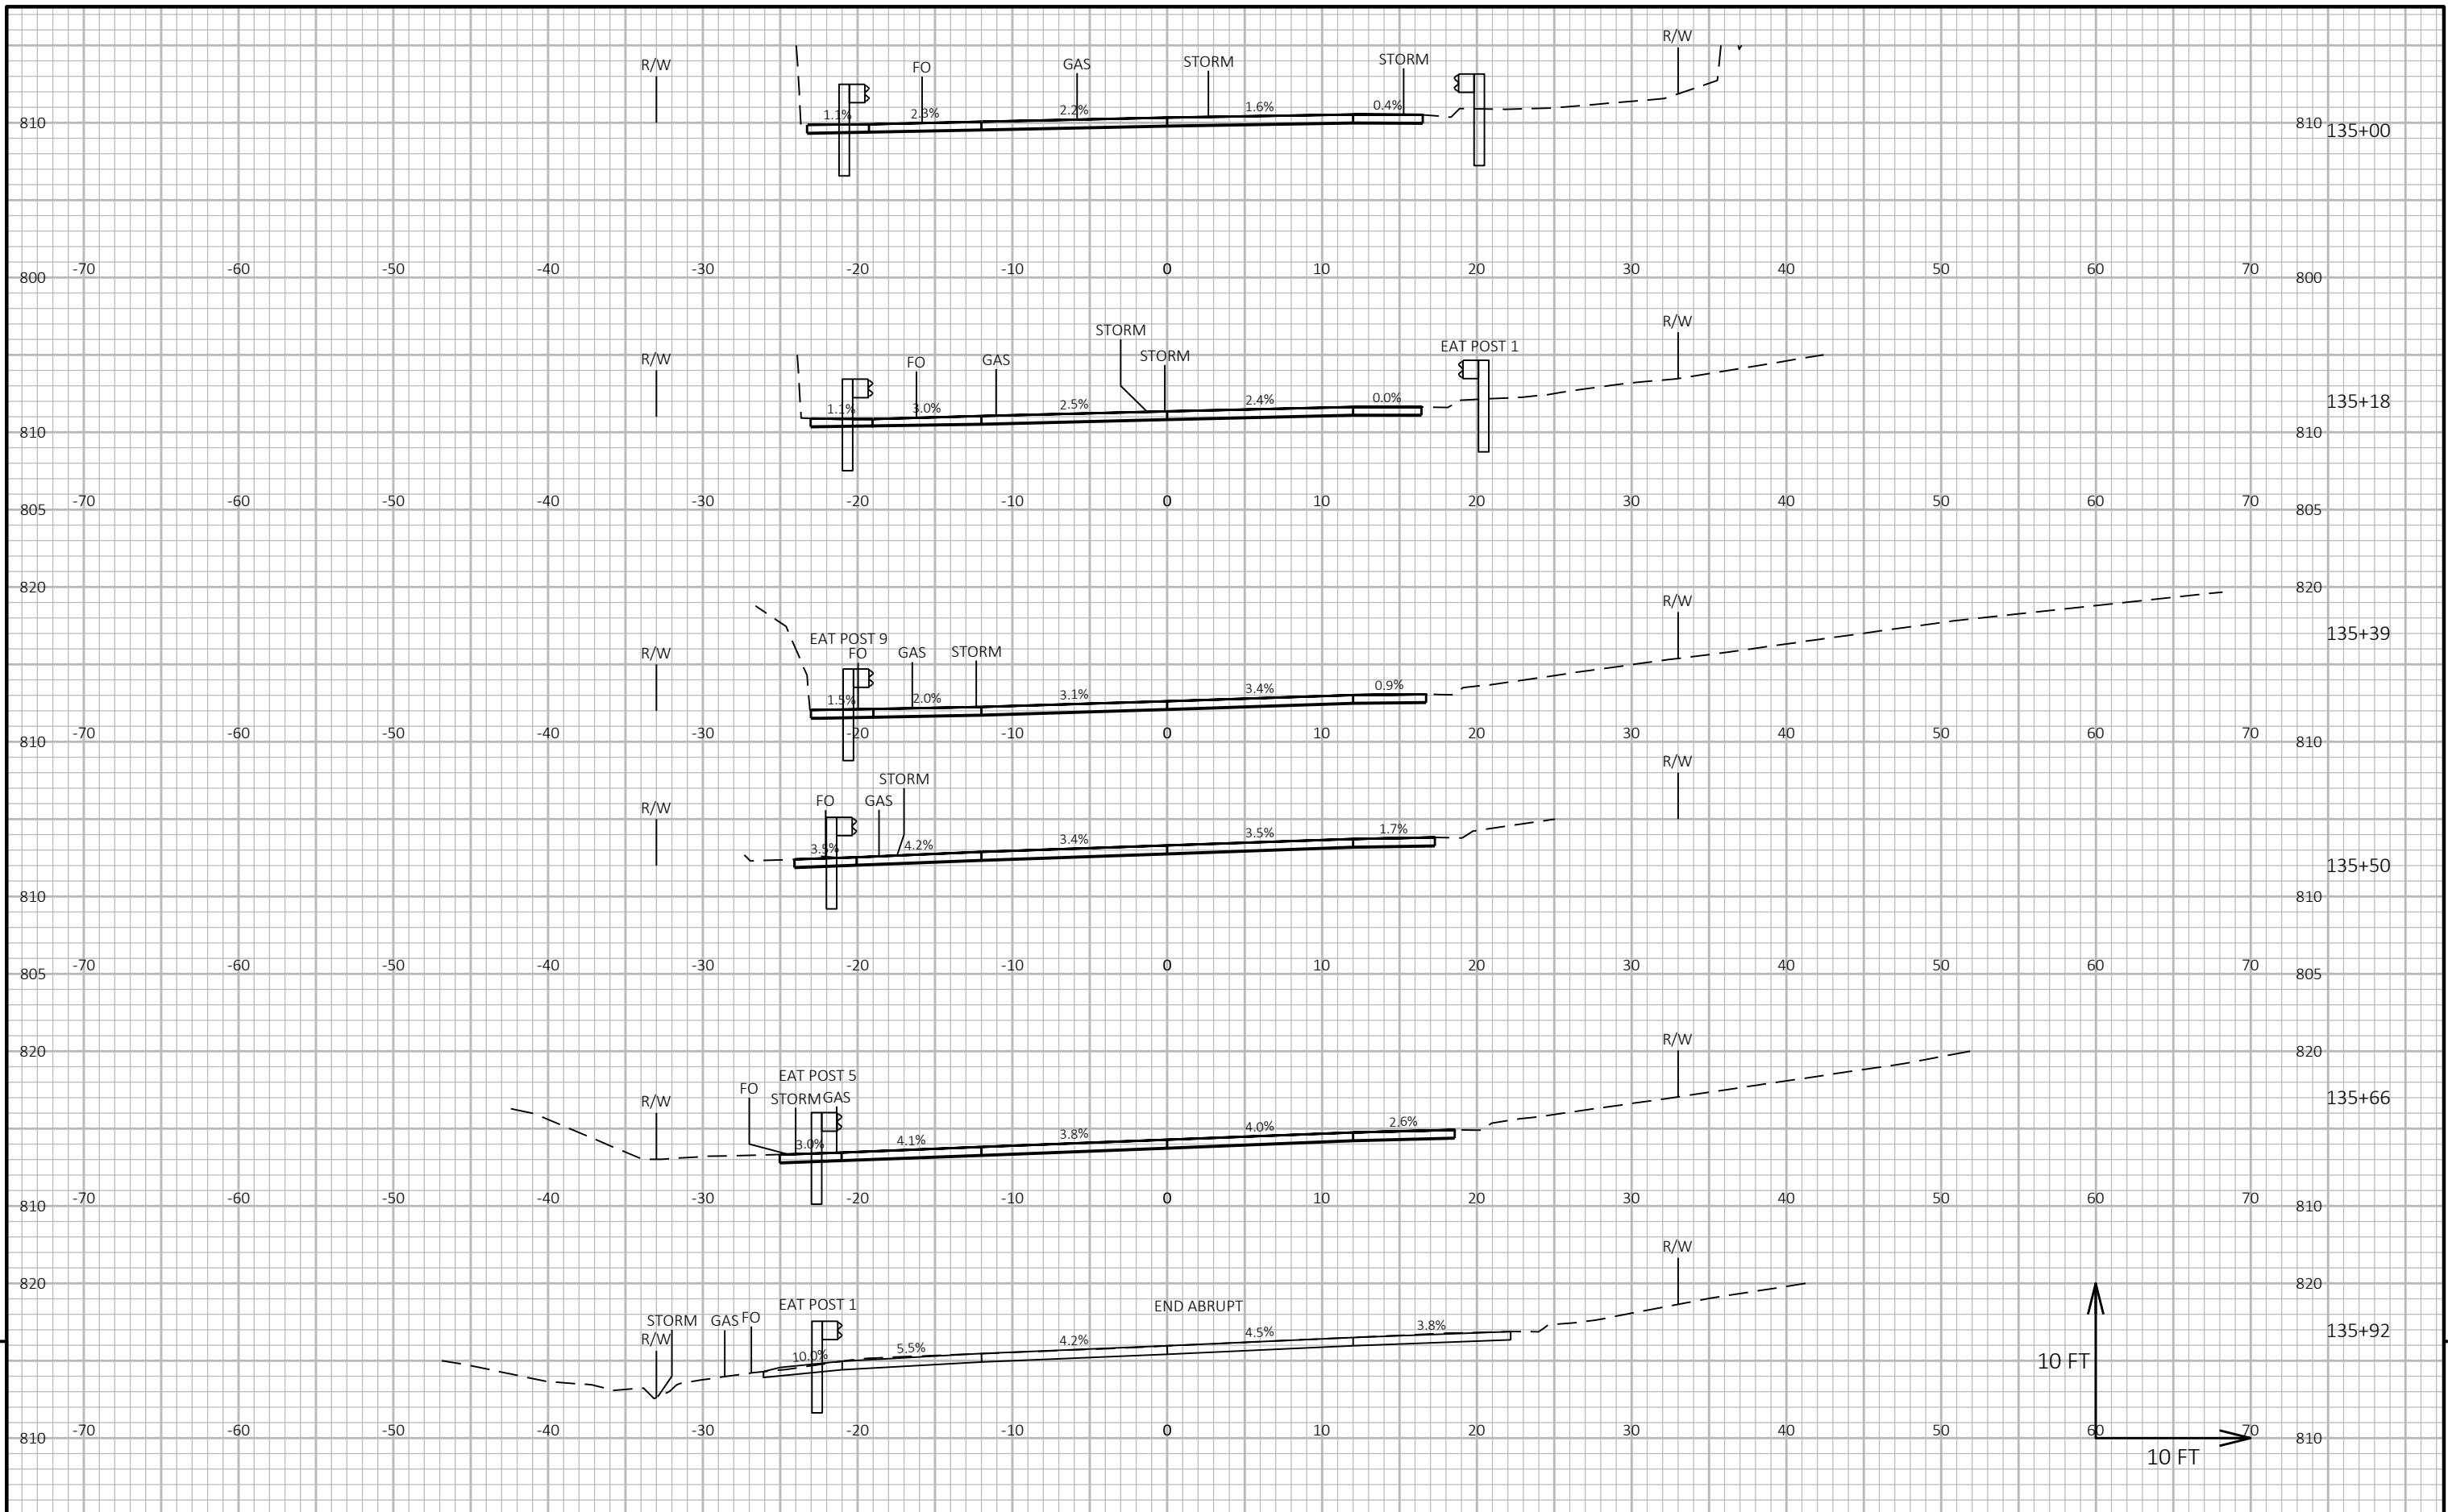 R/W FO GAS STORM STORM R/W
1.1% 2.3% 2.2% 1.6% 0.4%
810 810 135+00
-70 -60 -50 -40 -30 -20 -10 0 10 20 30 40 50 60 70
800 800
R/W FO GAS STORM STORM EAT POST 1 R/W
1.1% 3.0% 2.5% 2.4% 0.0%
135+18
810 810
-70 -60 -50 -40 -30 -20 -10 0 10 20 30 40 50 60 70
805 805
820 820
R/W
EAT POST 9
135+39
R/W FO GAS STORM
1.5% 2.0% 3.1% 3.4% 0.9%
-70 -60 -50 -40 -30 -20 -10 0 10 20 30 40 50 60 70
810 810
R/W
STORM
R/W FO GAS
3.5% 4.2% 3.4% 3.5% 1.7%
135+50
810 810
-70 -60 -50 -40 -30 -20 -10 0 10 20 30 40 50 60 70
805 805
R/W
820 820
EAT POST 5
R/W FO STORM GAS
135+66
3.0% 4.1% 3.8% 4.0% 2.6%
-70 -60 -50 -40 -30 -20 -10 0 10 20 30 40 50 60 70
810 810
R/W
820 820
EAT POST 1 END ABRUPT
STORM GAS FO
R/W
135+92
10.0% 5.5% 4.2% 4.5% 3.8%
10 FT
-70 -60 -50 -40 -30 -20 -10 0 10 20 30 40 50 60 70
810 810
10 FT